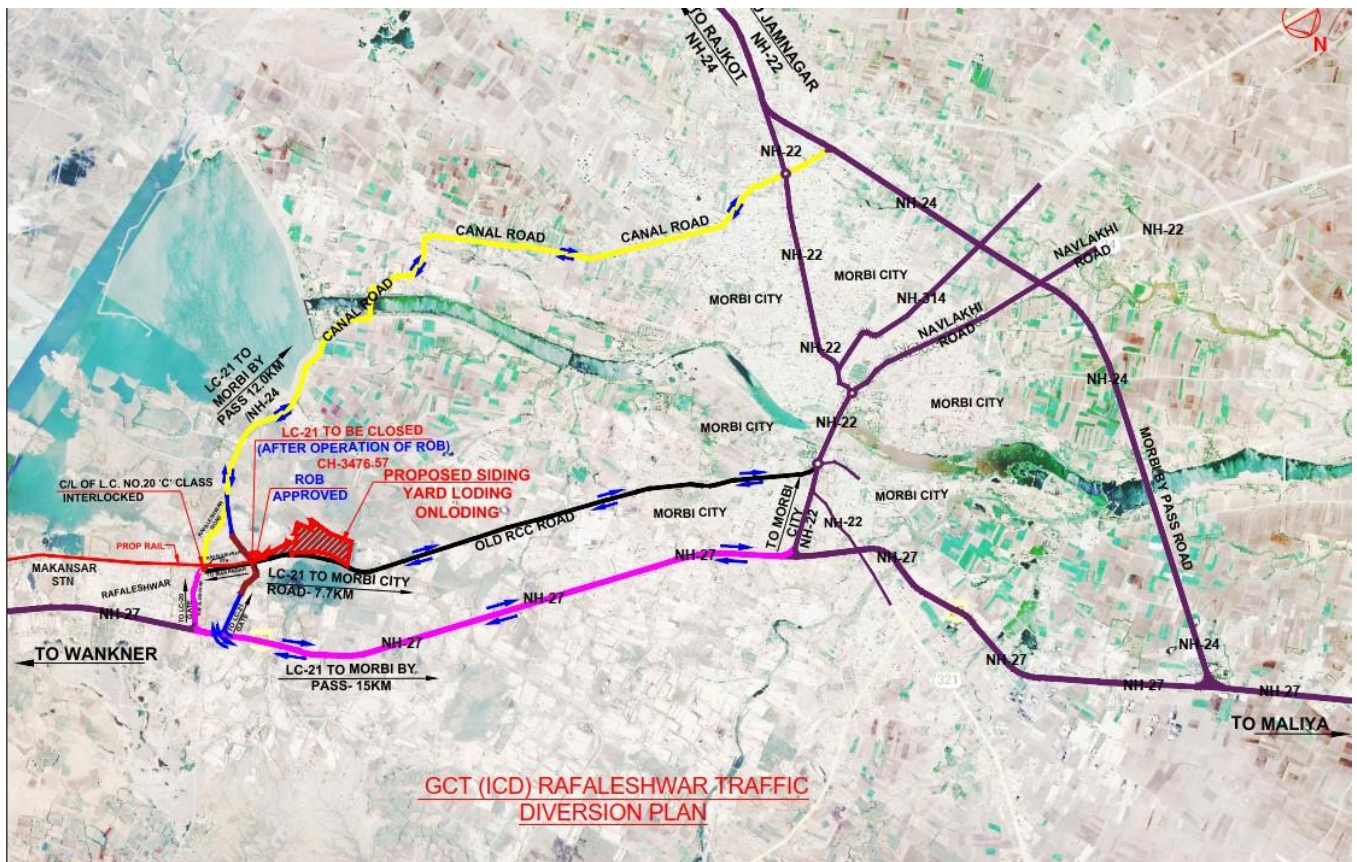 TO RAJKOT
NH-24
JAMNAGAR
NH-22
N
NH-22
NH-24
CANAL ROAD
CANAL ROAD
NAVLAKHI
ROAD
NH-22
NH-22
MORBI CITY
MORBI CITY
NH-314
NAVLAKHI
ROAD
CANAL ROAD
NH-22
LC-21 TO
MORBI BY
PASS 12.0KM
/NH-24
NH-24
MORBI CITY
NH-22
MORBI CITY
MORBI BY PASS ROAD
LC-21 TO BE CLOSED
(AFTER OPERATION OF ROB)
CH-3476.57
ROB
APPROVED
PROPOSED SIDING
YARD LODING
ONLODING
C/L OF L.C. NO.20 'C' CLASS
INTERLOCKED
MORBI CITY
MORBI CITY
OLD RCC ROAD
TO MORBI
CITY
NH-22
NH-22
PROP RAIL
MAKANSAR
STN
RAFALESHWAR
LC-21 TO MORBI CITY
ROAD- 7.7KM
TO LC-20
GATE
TO LC-21
GATE
NH-27
NH-27
NH-27
NH-27
NH-27
TO WANKNER
LC-21 TO MORBI BY.
PASS- 15KM
321
NH-27
NH-24
NH-27
NH-27
TO MALIYA
GCT (ICD) RAFALESHWAR TRAFFIC
DIVERSION PLAN